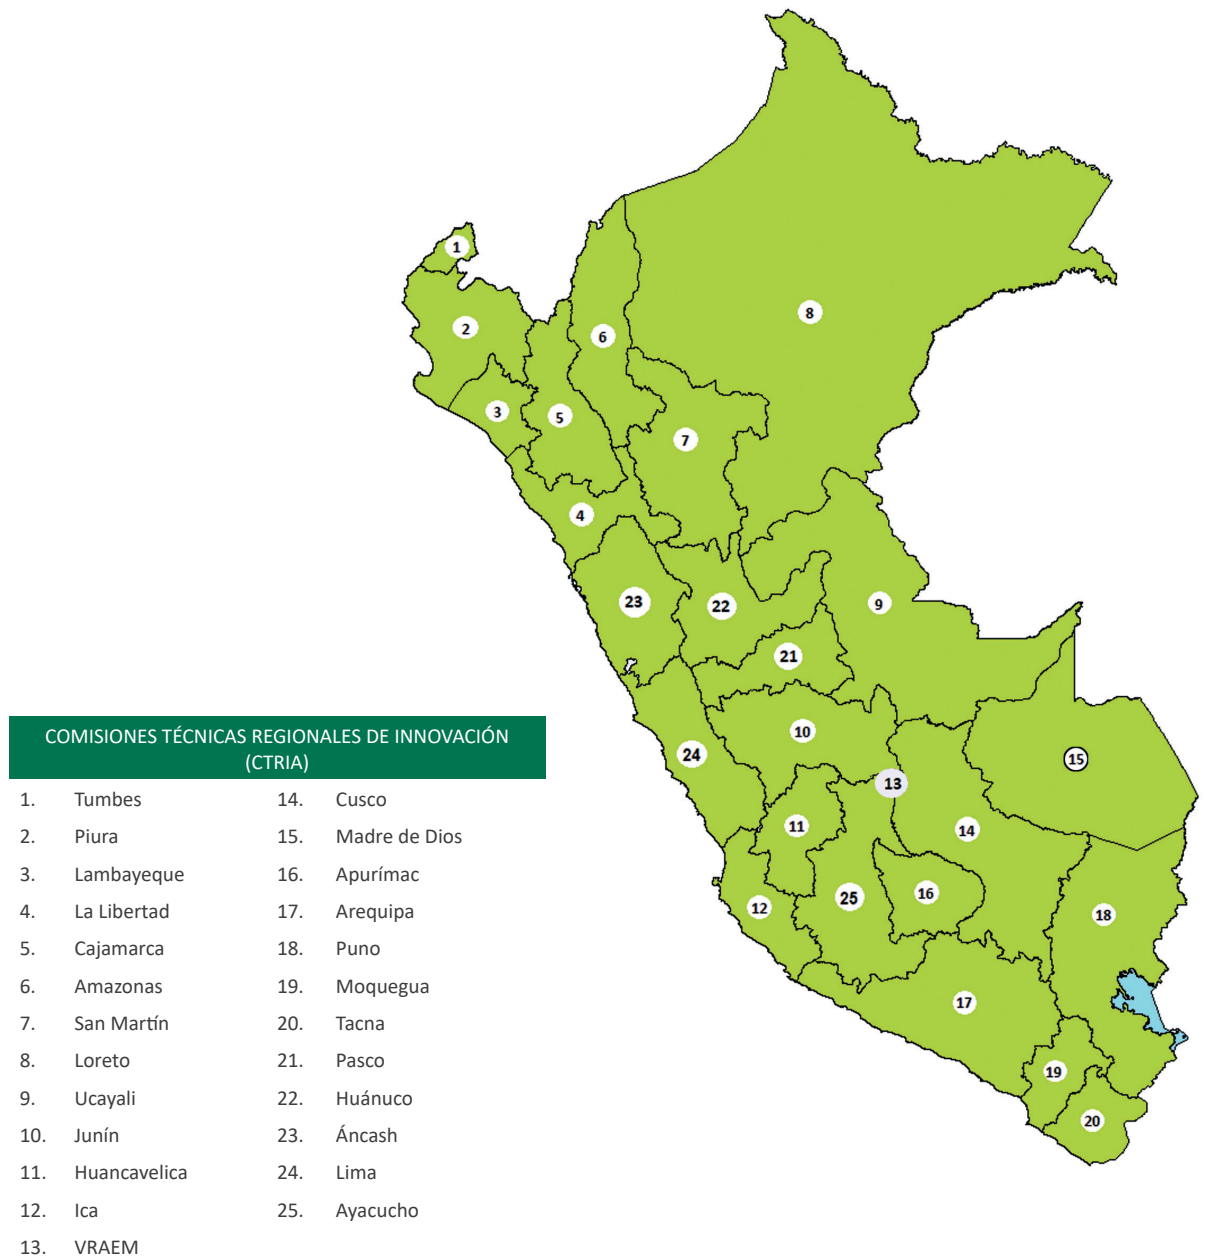 1
2
6
8
3
5
7
4
23
22
9
21
10
24
15
13
11
14
16
25
12
18
17
19
20
COMISIONES TÉCNICAS REGIONALES DE INNOVACIÓN
(CTRIA)
1. Tumbes
2. Piura
3. Lambayeque
4. La Libertad
5. Cajamarca
6. Amazonas
7. San Martín
8. Loreto
9. Ucayali
10. Junín
11. Huancavelica
12. Ica
13. VRAEM
14. Cusco
15. Madre de Dios
16. Apurímac
17. Arequipa
18. Puno
19. Moquegua
20. Tacna
21. Pasco
22. Huánuco
23. Áncash
24. Lima
25. Ayacucho